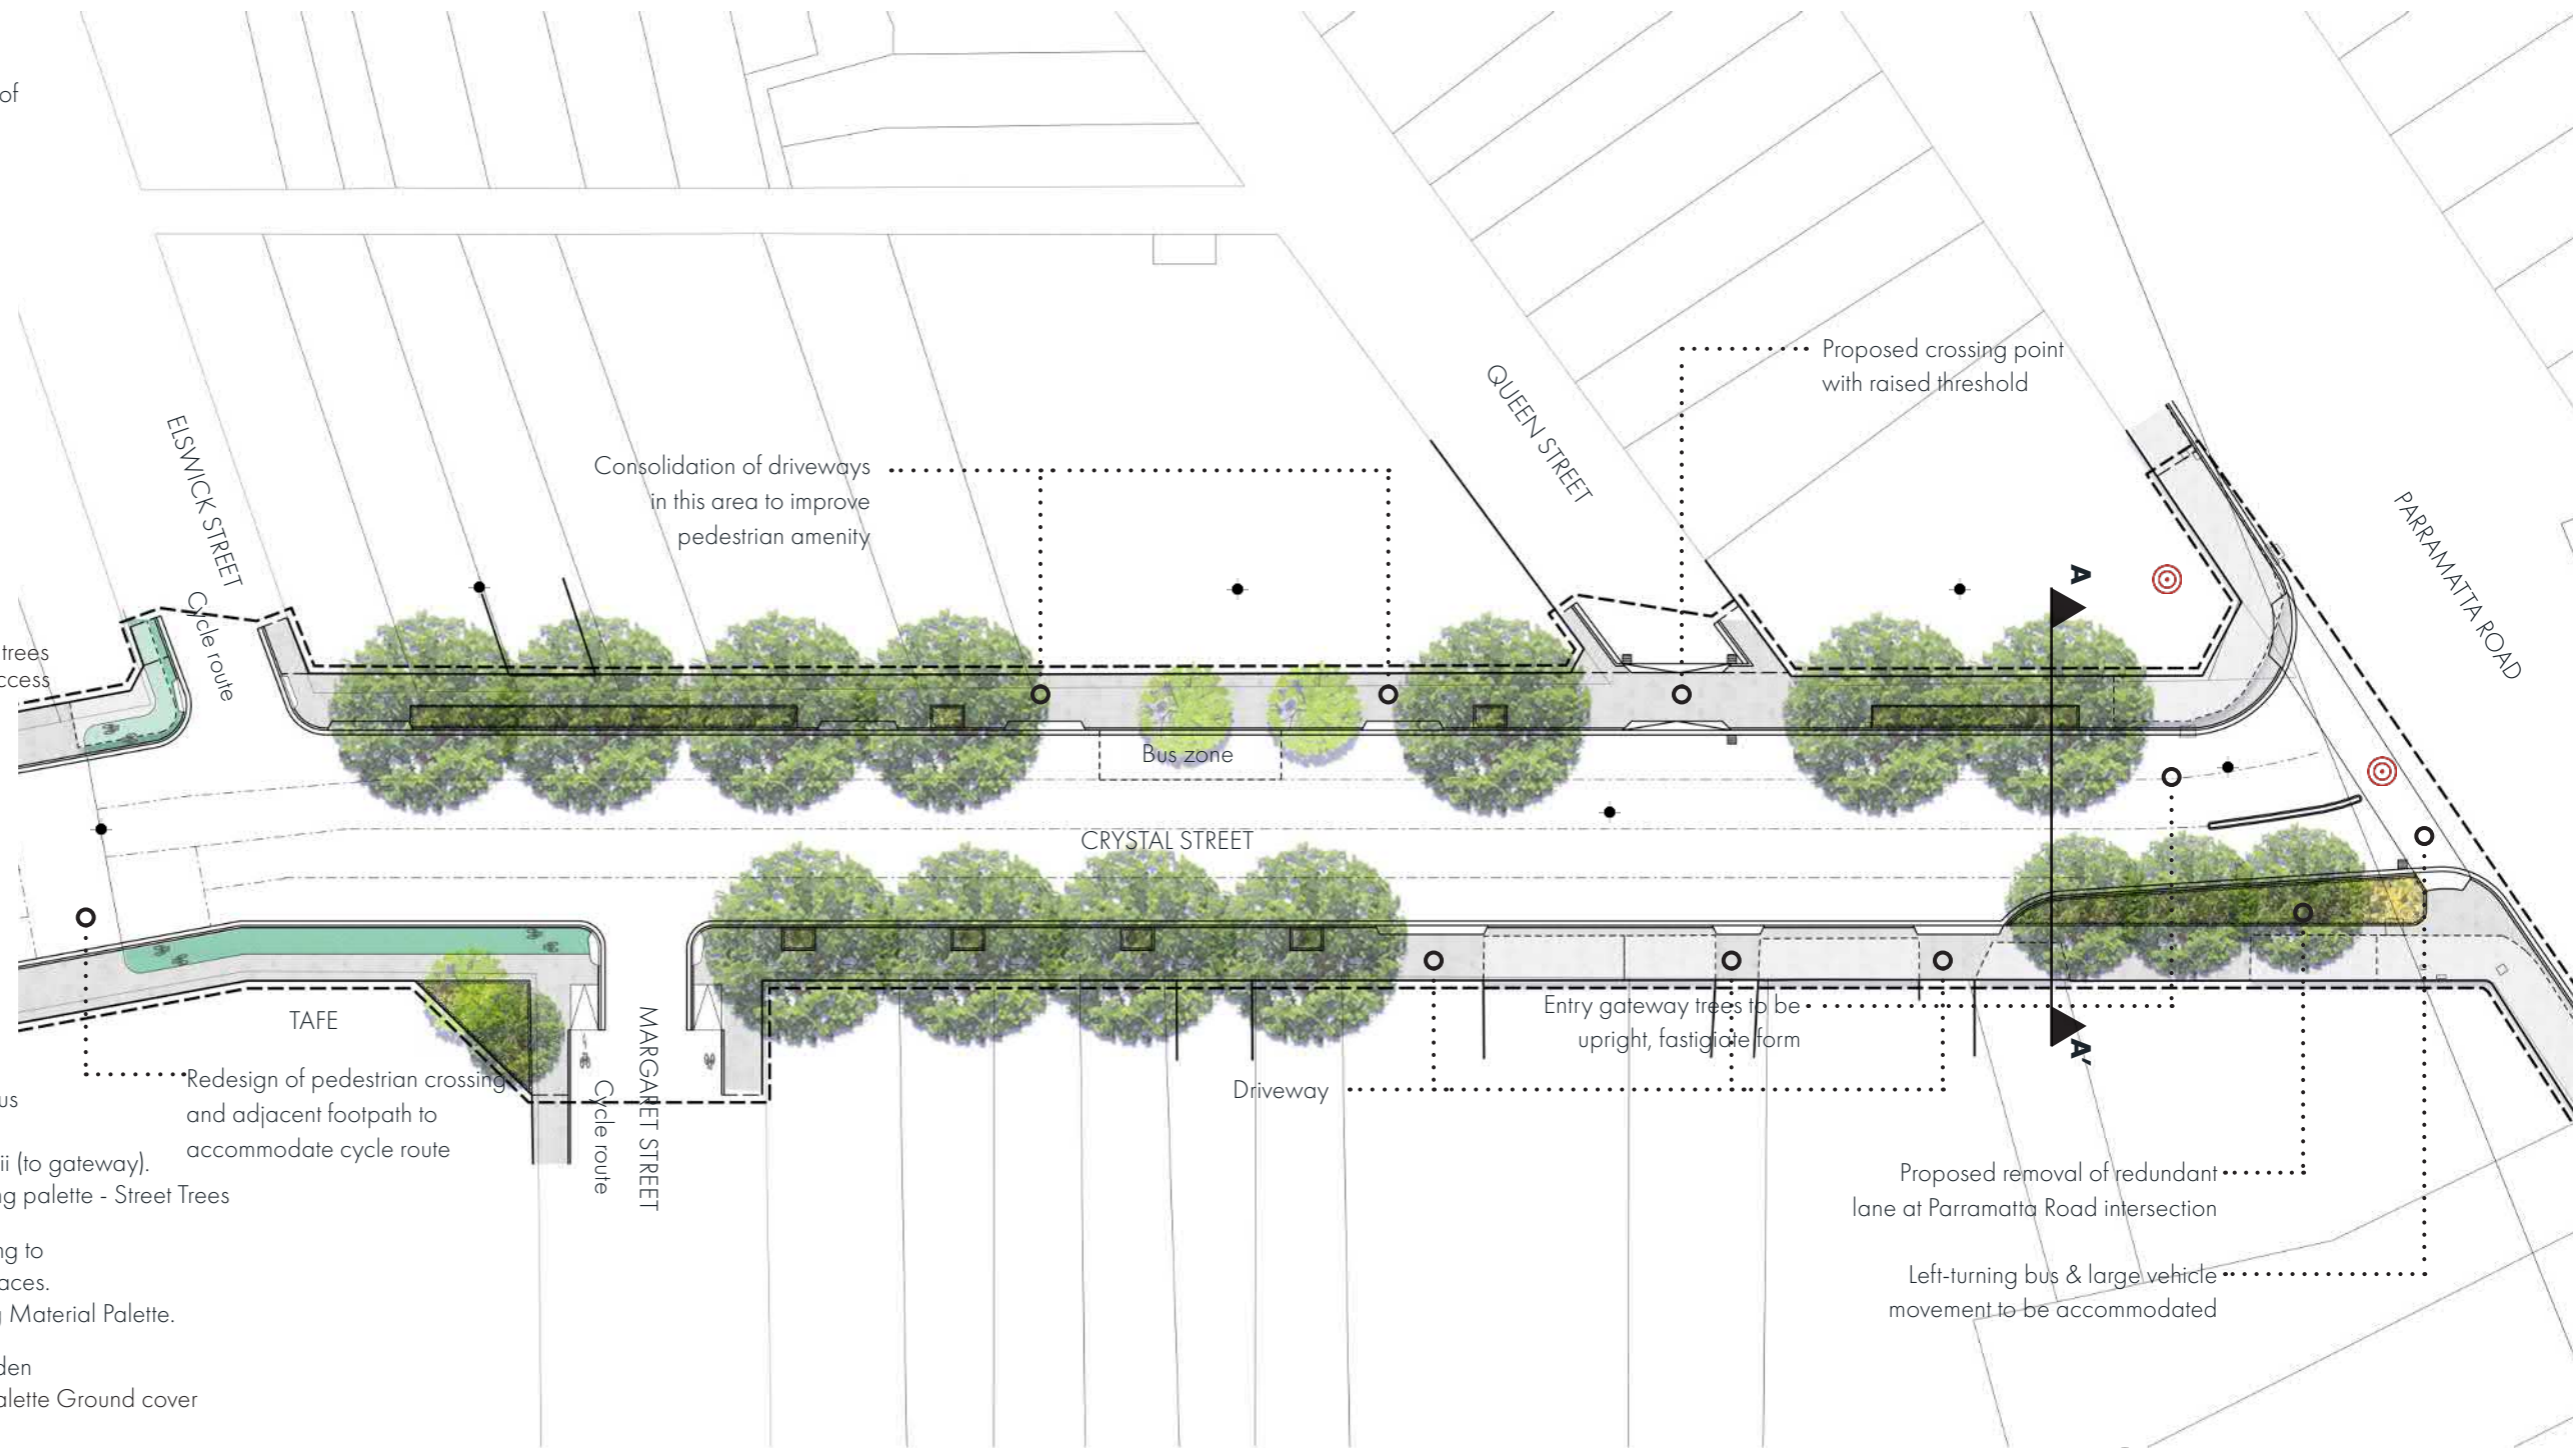 of
trees
ccess
us
ii (to gateway).
ng palette - Street Trees
ng to
aces.
g Material Palette.
den
alette Ground cover
ELSWICK STREET
Cycle route
Consolidation of driveways
in this area to improve
pedestrian amenity
QUEEN STREET
Proposed crossing point
with raised threshold
PARRAMATTA ROAD
A
Bus zone
CRYSTAL STREET
TAFE
Redesign of pedestrian crossing
and adjacent footpath to
accommodate cycle route
Cycle route
MARGARET STREET
Entry gateway trees to be
upright, fastigiate form
A'
Driveway
Proposed removal of redundant
lane at Parramatta Road intersection
Left-turning bus & large vehicle
movement to be accommodated